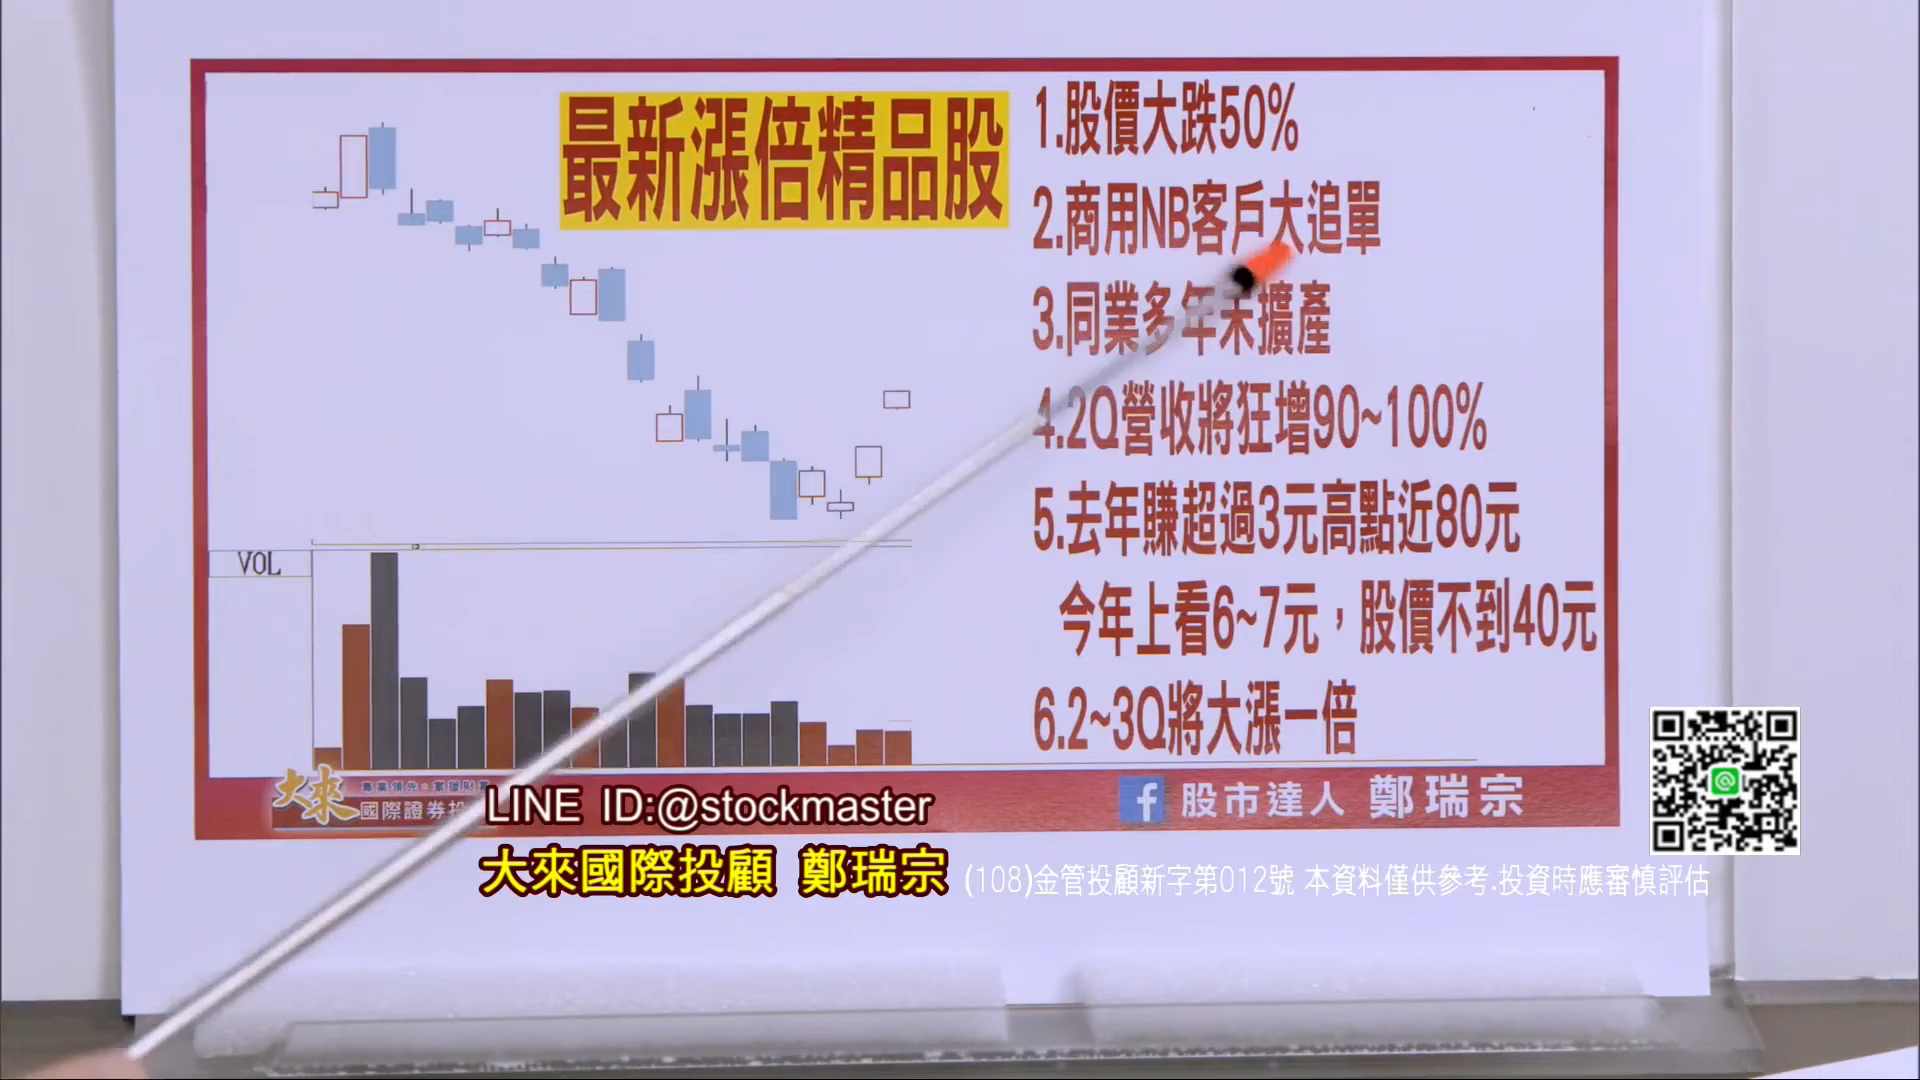 最新漲倍精品股
1.股價大跌50%
2.商用NB客戶大追單
3.同業多年未擴產
4.2Q營收將狂增90~100%
5.去年賺超過3元高點近80元
今年上看6~7元，股價不到40元
6.2~3Q將大漲一倍
VOL
大來
國際證券投
股市達人 鄭瑞宗
LINE ID:@stockmaster
大來國際投顧 鄭瑞宗
(108)金管投顧新字第012號 本資料僅供參考.投資時應審慎評估